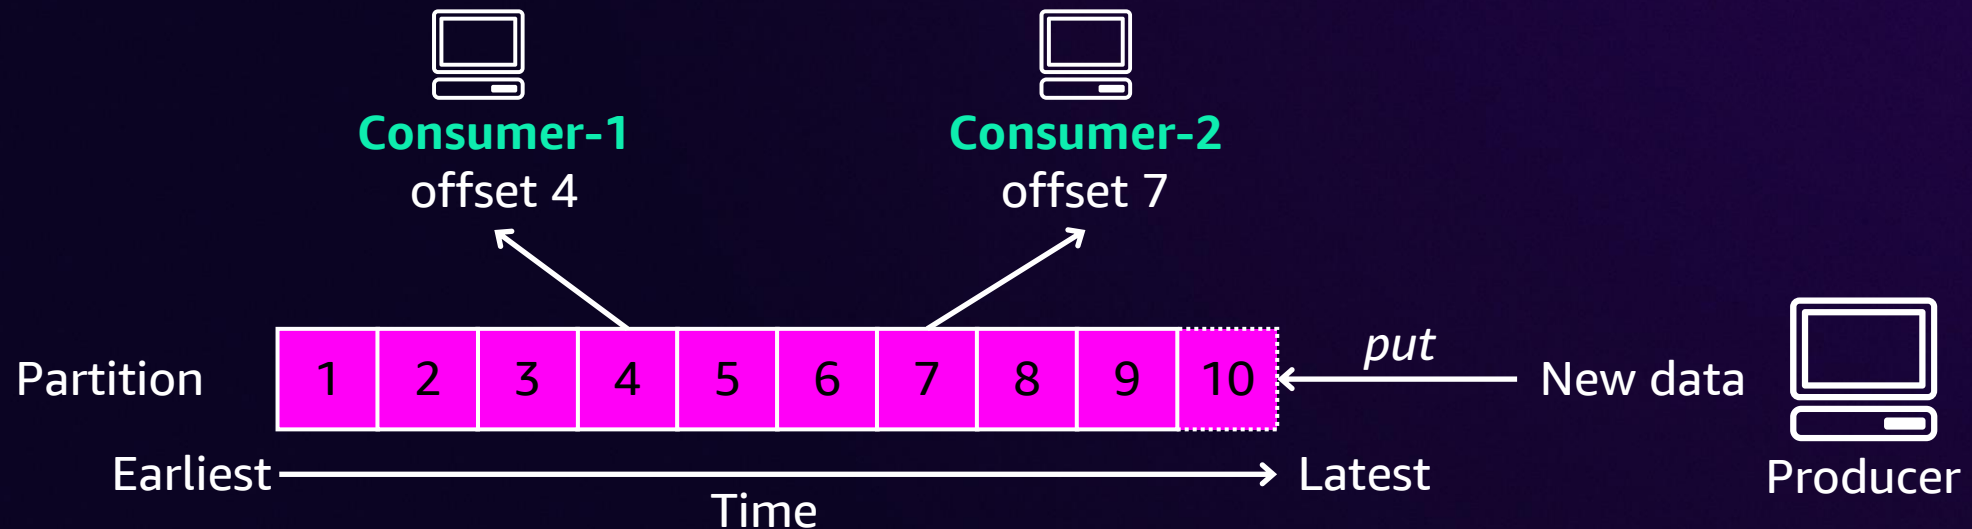 Consumer-1
offset 4
Consumer-2
offset 7
Partition
1 2 3 4 5 6 7 8 9 10
put
New data
Earliest
Time
Latest
Producer